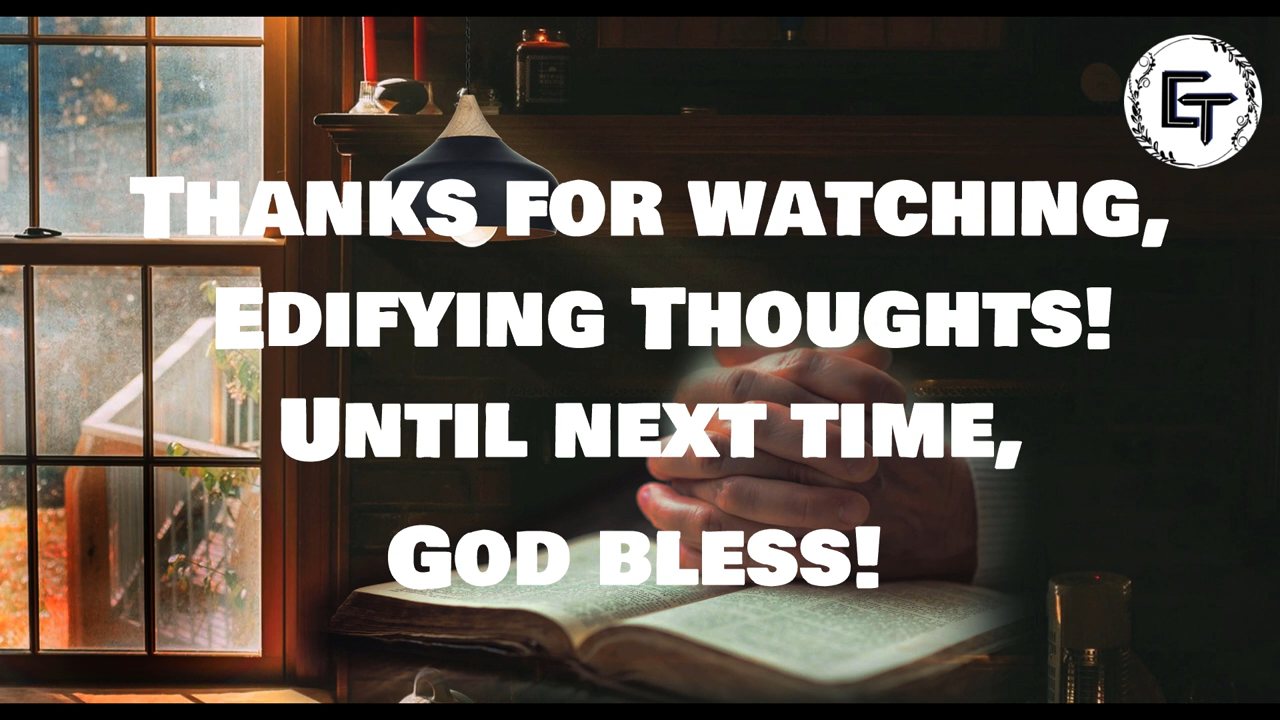 Thanks for watching,
Edifying Thoughts!
Until next time,
God bless!
ET